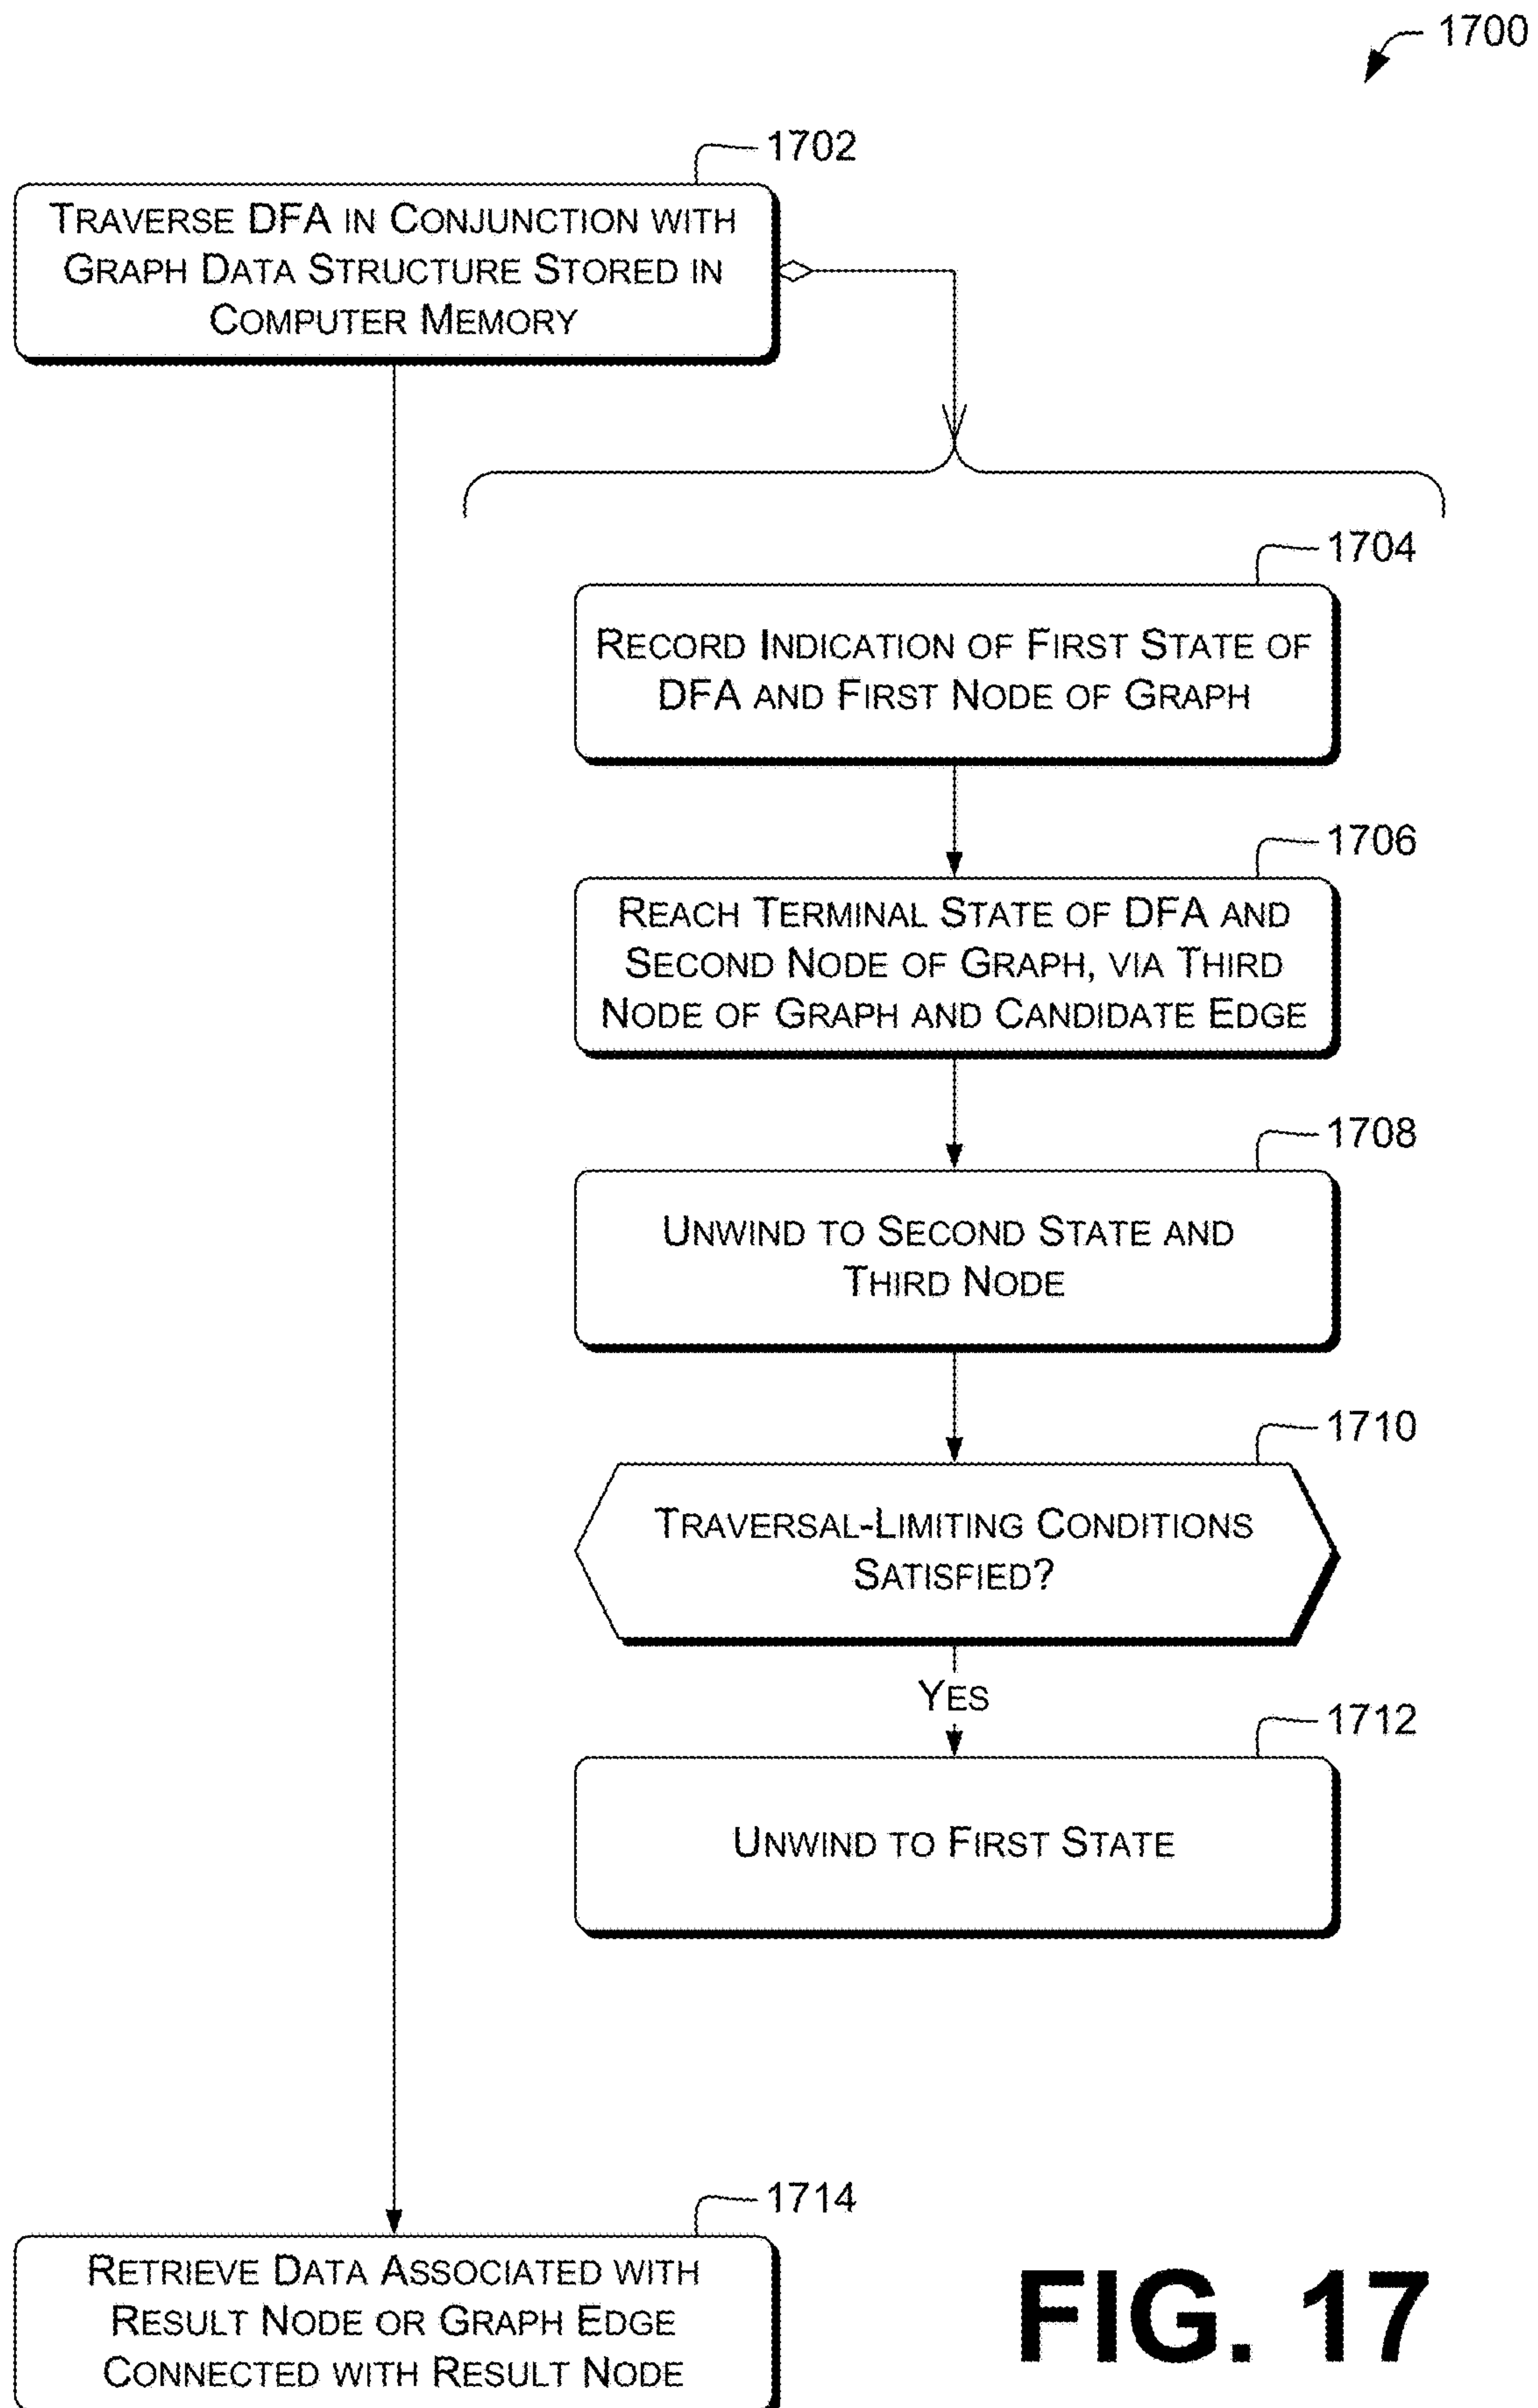 1700
1702
TRAVERSE DFA IN CONJUNCTION WITH
GRAPH DATA STRUCTURE STORED IN
COMPUTER MEMORY
1704
RECORD INDICATION OF FIRST STATE OF
DFA AND FIRST NODE OF GRAPH
1706
REACH TERMINAL STATE OF DFA AND
SECOND NODE OF GRAPH, VIA THIRD
NODE OF GRAPH AND CANDIDATE EDGE
1708
UNWIND TO SECOND STATE AND
THIRD NODE
1710
TRAVERSAL-LIMITING CONDITIONS
SATISFIED?
YES
1712
UNWIND TO FIRST STATE
1714
RETRIEVE DATA ASSOCIATED WITH
RESULT NODE OR GRAPH EDGE
CONNECTED WITH RESULT NODE
FIG. 17